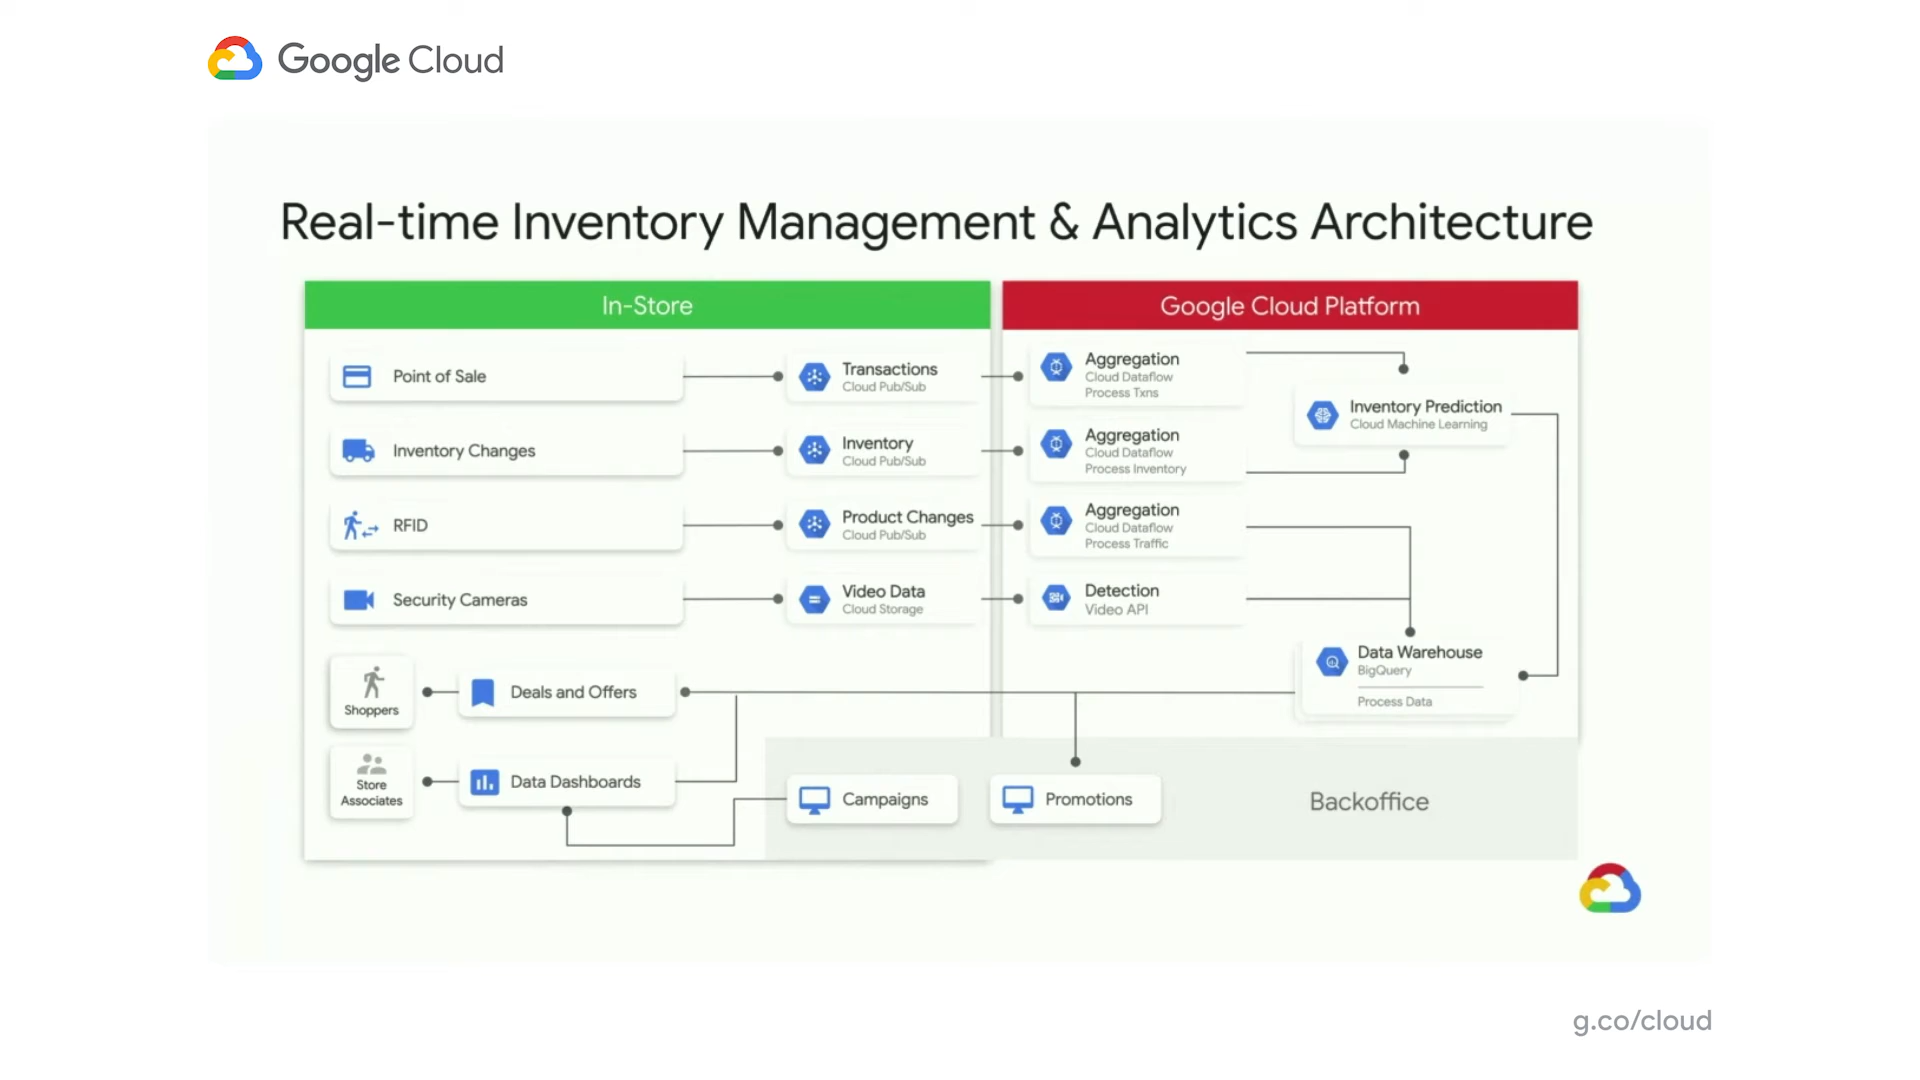 Google Cloud
Real-time Inventory Management & Analytics Architecture
In-Store
Google Cloud Platform
Point of Sale
Transactions
Cloud Pub/Sub
Aggregation
Cloud Dataflow
Process Txns
Inventory Prediction
Cloud Machine Learning
Inventory Changes
Inventory
Cloud Pub/Sub
Aggregation
Cloud Dataflow
Process Inventory
RFID
Product Changes
Cloud Pub/Sub
Aggregation
Cloud Dataflow
Process Traffic
Security Cameras
Video Data
Cloud Storage
Detection
Video API
Data Warehouse
BigQuery
Process Data
Shoppers
Deals and Offers
Store
Associates
Data Dashboards
Campaigns
Promotions
Backoffice
g.co/cloud